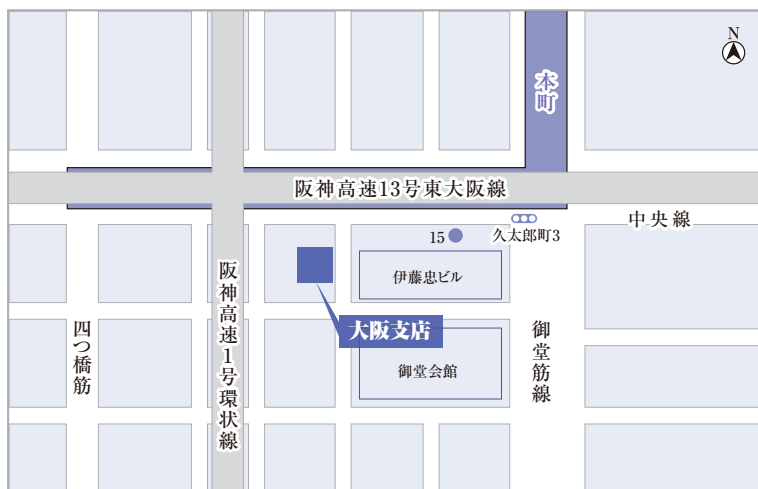 N
本町
阪神高速13号東大阪線
中央線
15
久太郎町3
伊藤忠ビル
阪神高速1号環状線
大阪支店
四つ橋筋
御堂会館
御堂筋線